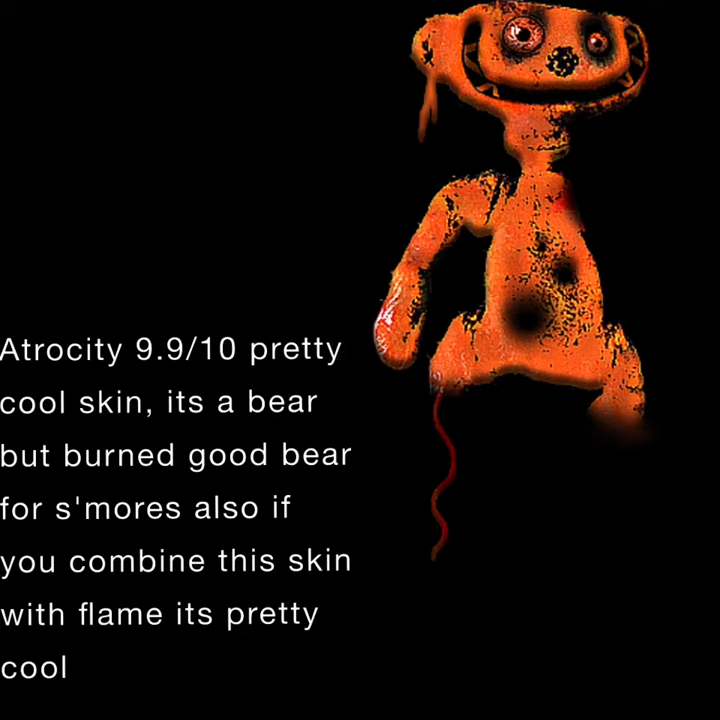 Atrocity 9.9/10 pretty
cool skin, its a bear
but burned good bear
for s'mores also if
you combine this skin
with flame its pretty
cool